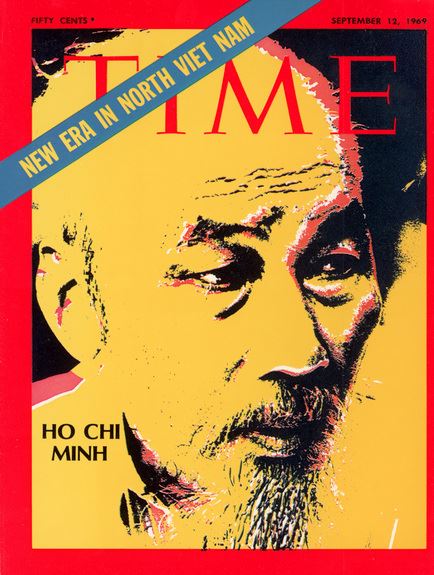 FIFTY CENTS *
SEPTEMBER 12, 1969
NEW ERA IN NORTH VIET NAM
TIME
HO CHI
MINH